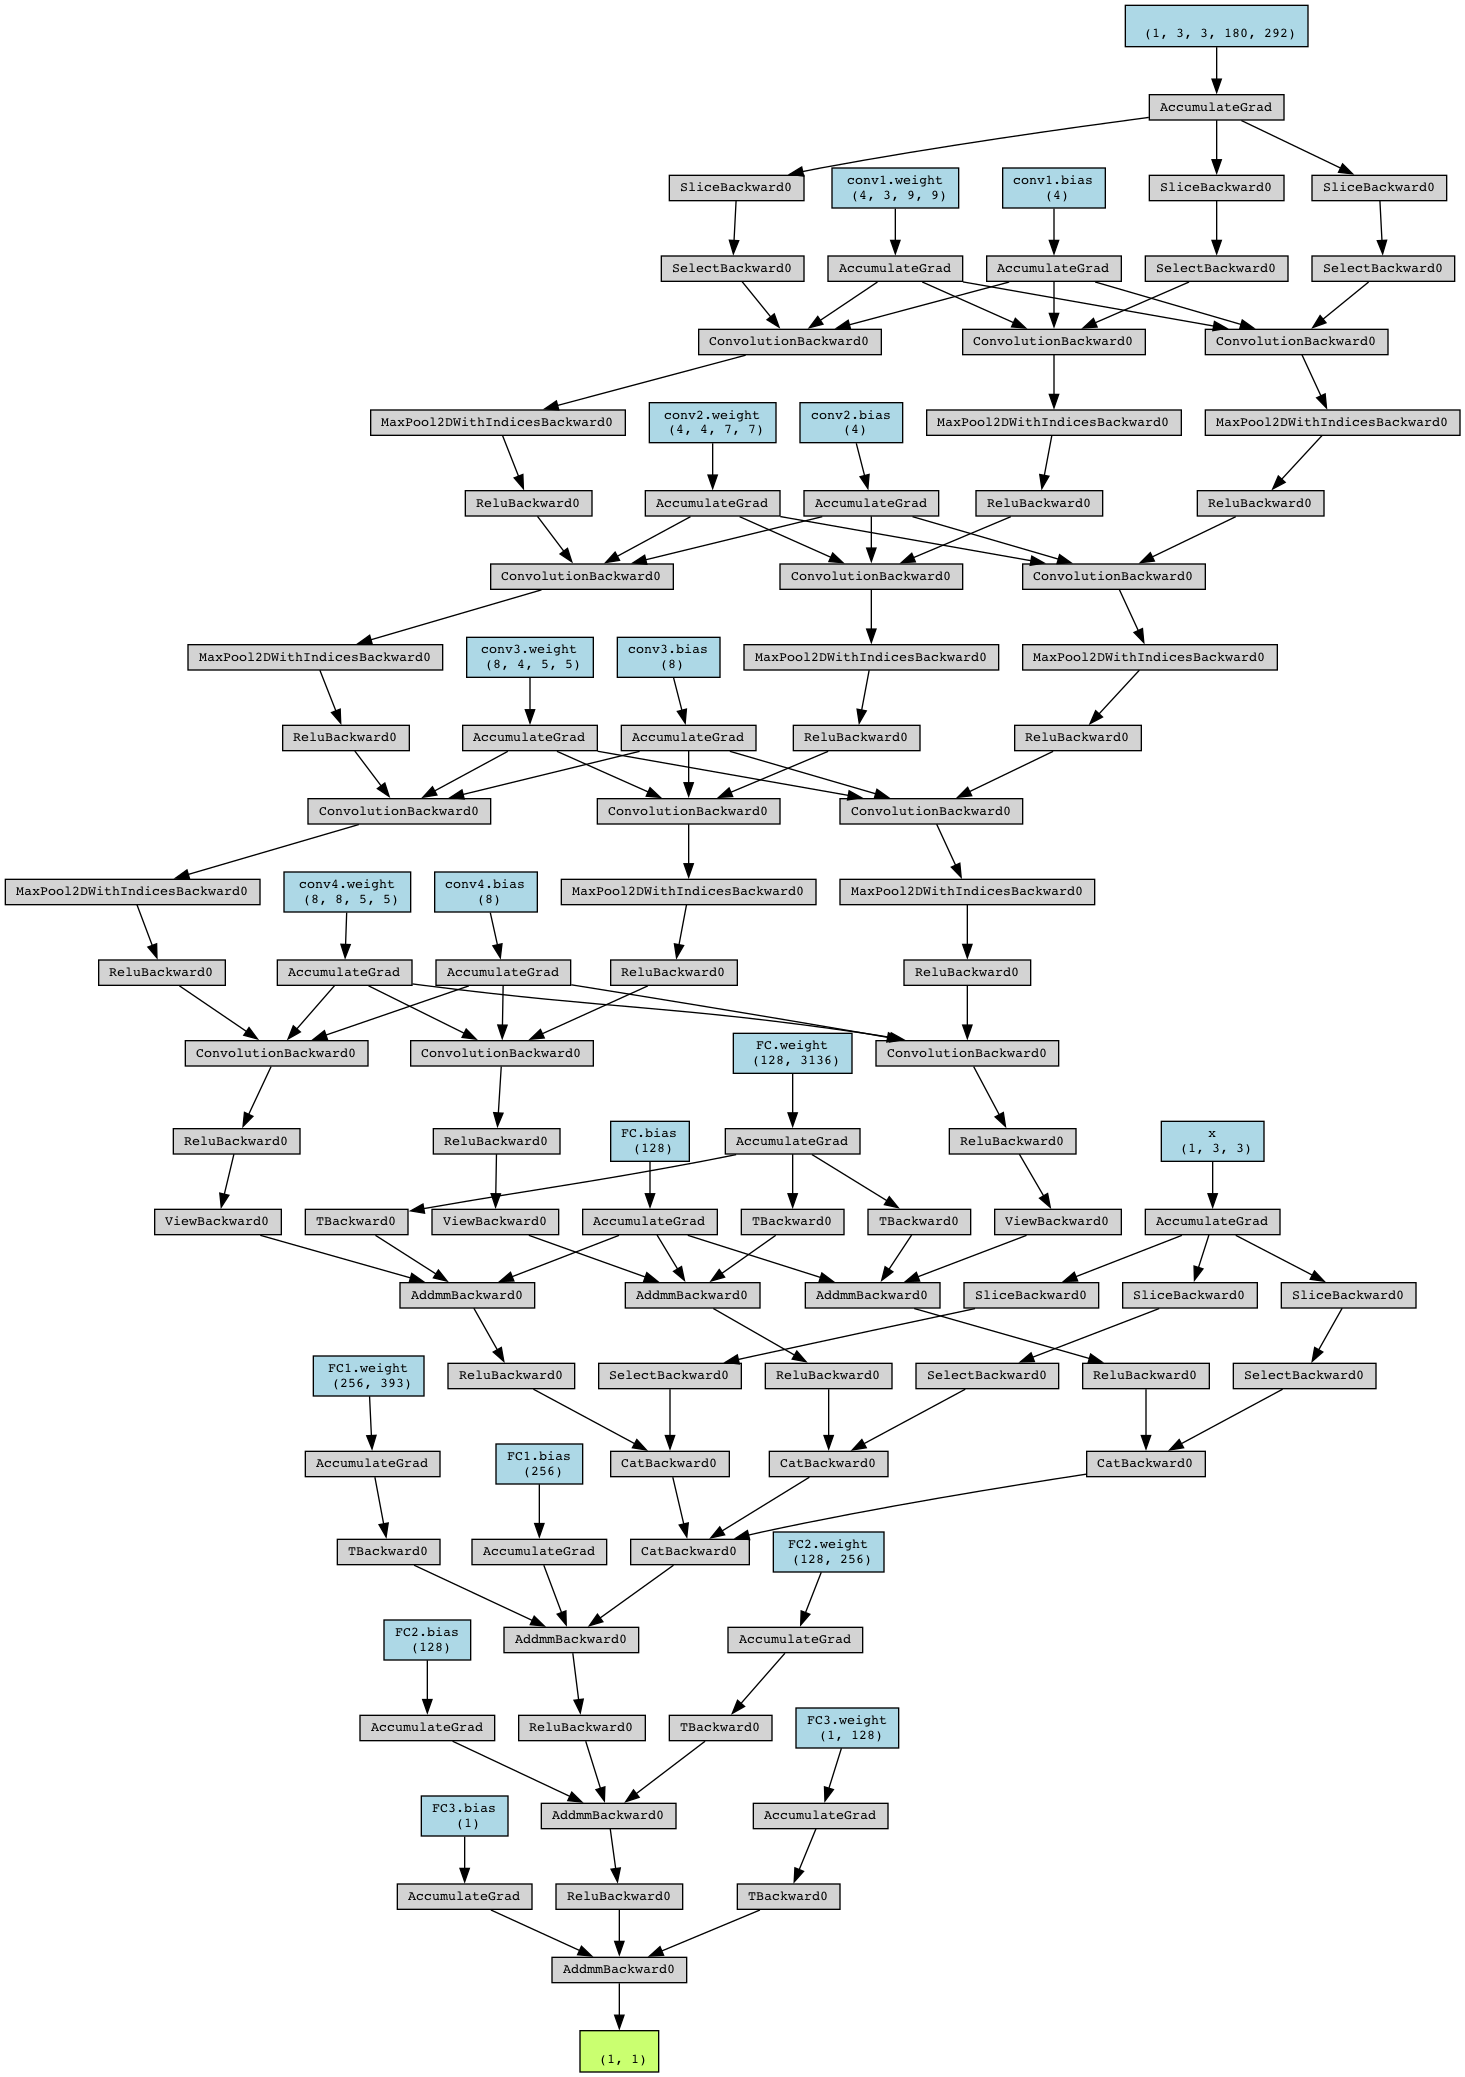 (1, 3, 3, 180, 292)
AccumulateGrad
SliceBackward0
conv1.weight
(4, 3, 9, 9)
conv1.bias
(4)
SliceBackward0
SliceBackward0
SelectBackward0
AccumulateGrad
AccumulateGrad
SelectBackward0
SelectBackward0
ConvolutionBackward0
ConvolutionBackward0
ConvolutionBackward0
MaxPool2DWithIndicesBackward0
conv2.weight
(4, 4, 7, 7)
conv2.bias
(4)
MaxPool2DWithIndicesBackward0
MaxPool2DWithIndicesBackward0
ReluBackward0
AccumulateGrad
AccumulateGrad
ReluBackward0
ReluBackward0
ConvolutionBackward0
ConvolutionBackward0
ConvolutionBackward0
MaxPool2DWithIndicesBackward0
conv3.weight
(8, 4, 5, 5)
conv3.bias
(8)
MaxPool2DWithIndicesBackward0
MaxPool2DWithIndicesBackward0
ReluBackward0
AccumulateGrad
AccumulateGrad
ReluBackward0
ReluBackward0
ConvolutionBackward0
ConvolutionBackward0
ConvolutionBackward0
MaxPool2DWithIndicesBackward0
conv4.weight
(8, 8, 5, 5)
conv4.bias
(8)
MaxPool2DWithIndicesBackward0
MaxPool2DWithIndicesBackward0
ReluBackward0
AccumulateGrad
AccumulateGrad
ReluBackward0
ReluBackward0
ConvolutionBackward0
ConvolutionBackward0
FC.weight
(128, 3136)
ConvolutionBackward0
ReluBackward0
ReluBackward0
FC.bias
(128)
AccumulateGrad
ReluBackward0
x
(1, 3, 3)
ViewBackward0
TBackward0
ViewBackward0
AccumulateGrad
TBackward0
TBackward0
ViewBackward0
AccumulateGrad
AddmmBackward0
AddmmBackward0
AddmmBackward0
SliceBackward0
SliceBackward0
SliceBackward0
FC1.weight
(256, 393)
ReluBackward0
SelectBackward0
ReluBackward0
SelectBackward0
ReluBackward0
SelectBackward0
AccumulateGrad
FC1.bias
(256)
CatBackward0
CatBackward0
CatBackward0
TBackward0
AccumulateGrad
CatBackward0
FC2.weight
(128, 256)
FC2.bias
(128)
AddmmBackward0
AccumulateGrad
AccumulateGrad
ReluBackward0
TBackward0
FC3.weight
(1, 128)
FC3.bias
(1)
AddmmBackward0
AccumulateGrad
AccumulateGrad
ReluBackward0
TBackward0
AddmmBackward0
(1, 1)